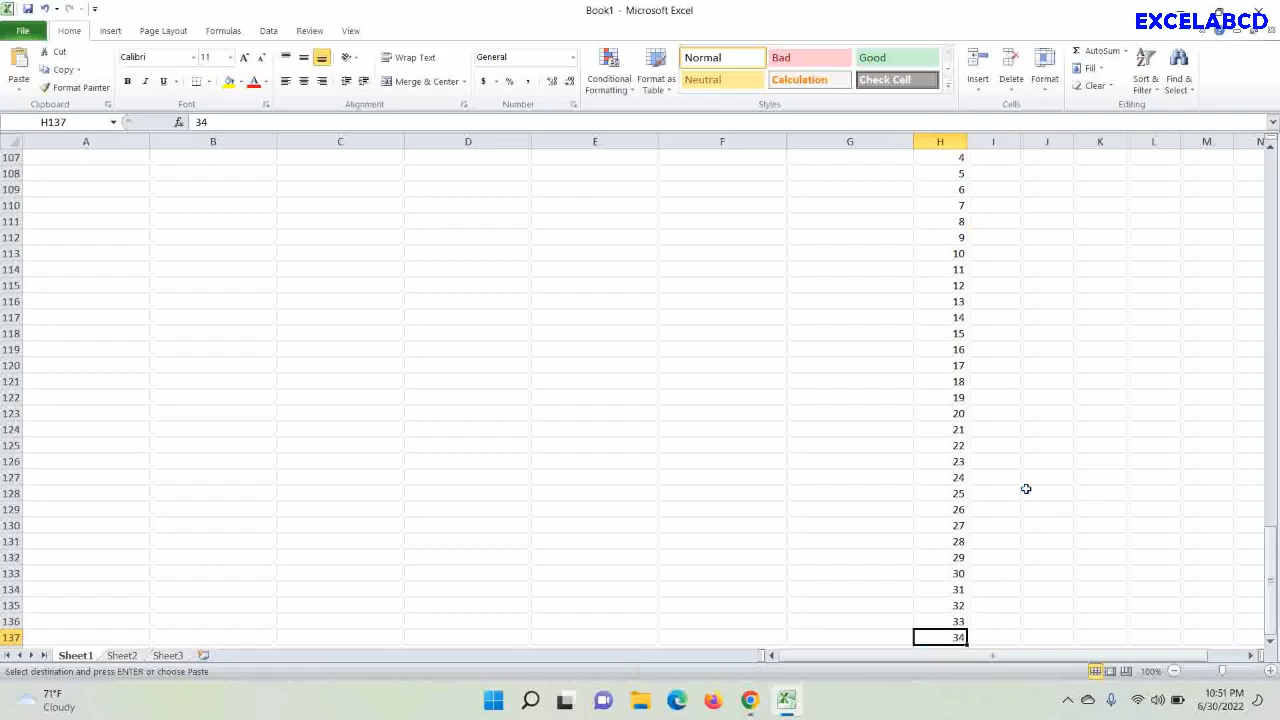 Book1 - Microsoft Excel
EXCELABCD
File Home Insert Page Layout Formulas Data Review View
Paste
Cut
Copy
Format Painter
Clipboard
Calibri 11
B I U
Font
Wrap Text
Merge & Center
Alignment
General
$ % ,
Number
Conditional Formatting
Format as Table
Normal Bad Good
Neutral Calculation Check Cell
Styles
Insert Delete Format
Cells
AutoSum
Fill
Clear
Sort & Filter
Find & Select
Editing
H137 fx 34
A B C D E F G H I J K L M N
107 4
108 5
109 6
110 7
111 8
112 9
113 10
114 11
115 12
116 13
117 14
118 15
119 16
120 17
121 18
122 19
123 20
124 21
125 22
126 23
127 24
128 25
129 26
130 27
131 28
132 29
133 30
134 31
135 32
136 33
137 34
Sheet1 Sheet2 Sheet3
Select destination and press ENTER or choose Paste
100%
71°F
Cloudy
10:51 PM
6/30/2022